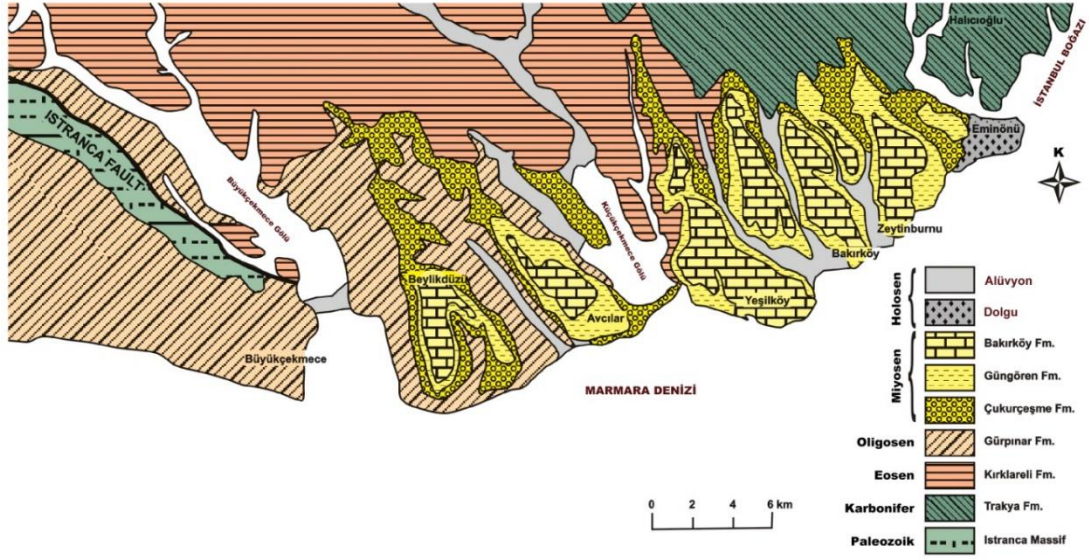 Halıcıoğlu
İSTANBUL BOĞAZI
ISTRANCA FAULT
Eminönü
K
Büyükçekmece Gölü
Küçükçekmece Gölü
Zeytinburnu
Bakırköy
Beylikdüzü
Yeşilköy
Avcılar
Büyükçekmece
MARMARA DENİZİ
Holosen
Alüvyon
Dolgu
Miyosen
Bakırköy Fm.
Güngören Fm.
Çukurçeşme Fm.
Oligosen Gürpınar Fm.
Eosen Kırklareli Fm.
Karbonifer Trakya Fm.
Paleozoik Istranca Massif
0 2 4 6 km